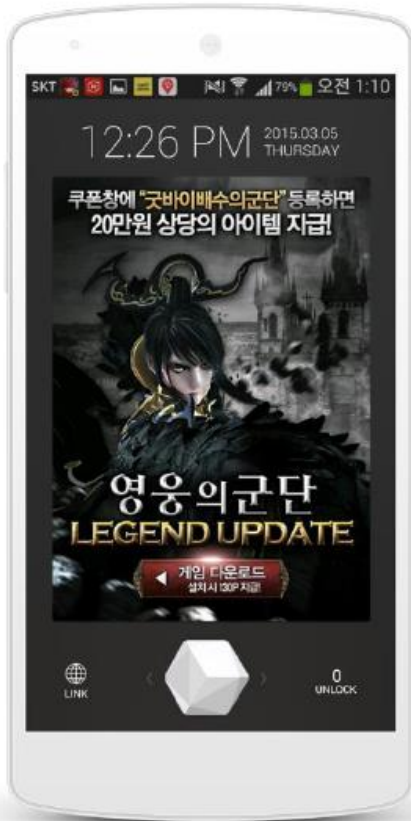 SKT 79% 오전 1:10
12:26 PM 2015.03.05
THURSDAY
쿠폰창에 "굿바이배수의군단" 등록하면
20만원 상당의 아이템 지급!
영웅의군단
LEGEND UPDATE
◀ 게임 다운로드
설치 시 130P 지급!
LINK
0
UNLOCK